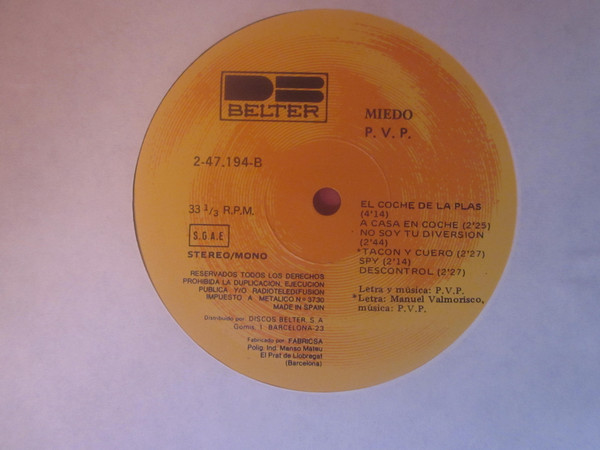 BELTER
MIEDO
P. V. P.
2-47.194-B
33 1/3 R.P.M.
S.G.A.E
STEREO/MONO
RESERVADOS TODOS LOS DERECHOS
PROHIBIDA LA DUPLICACION, EJECUCION
PUBLICA Y/O RADIOTELEDIFUSION
IMPUESTO A METALICO N.º 3730
MADE IN SPAIN
Distribuido por: DISCOS BELTER S. A
Gomis, 1 BARCELONA-23
Fabricado por: FABRICSA
Polig. Ind. Manso Mateu
El Prat de Llobregat
(Barcelona)
EL COCHE DE LA PLAS
(4'14)
A CASA EN COCHE (2'25)
NO SOY TU DIVERSION
(2'44)
*TACON Y CUERO (2'27)
SPY (2'14)
DESCONTROL (2'27)
Letra y música: P.V.P.
*Letra: Manuel Valmorisco,
música: P.V.P.